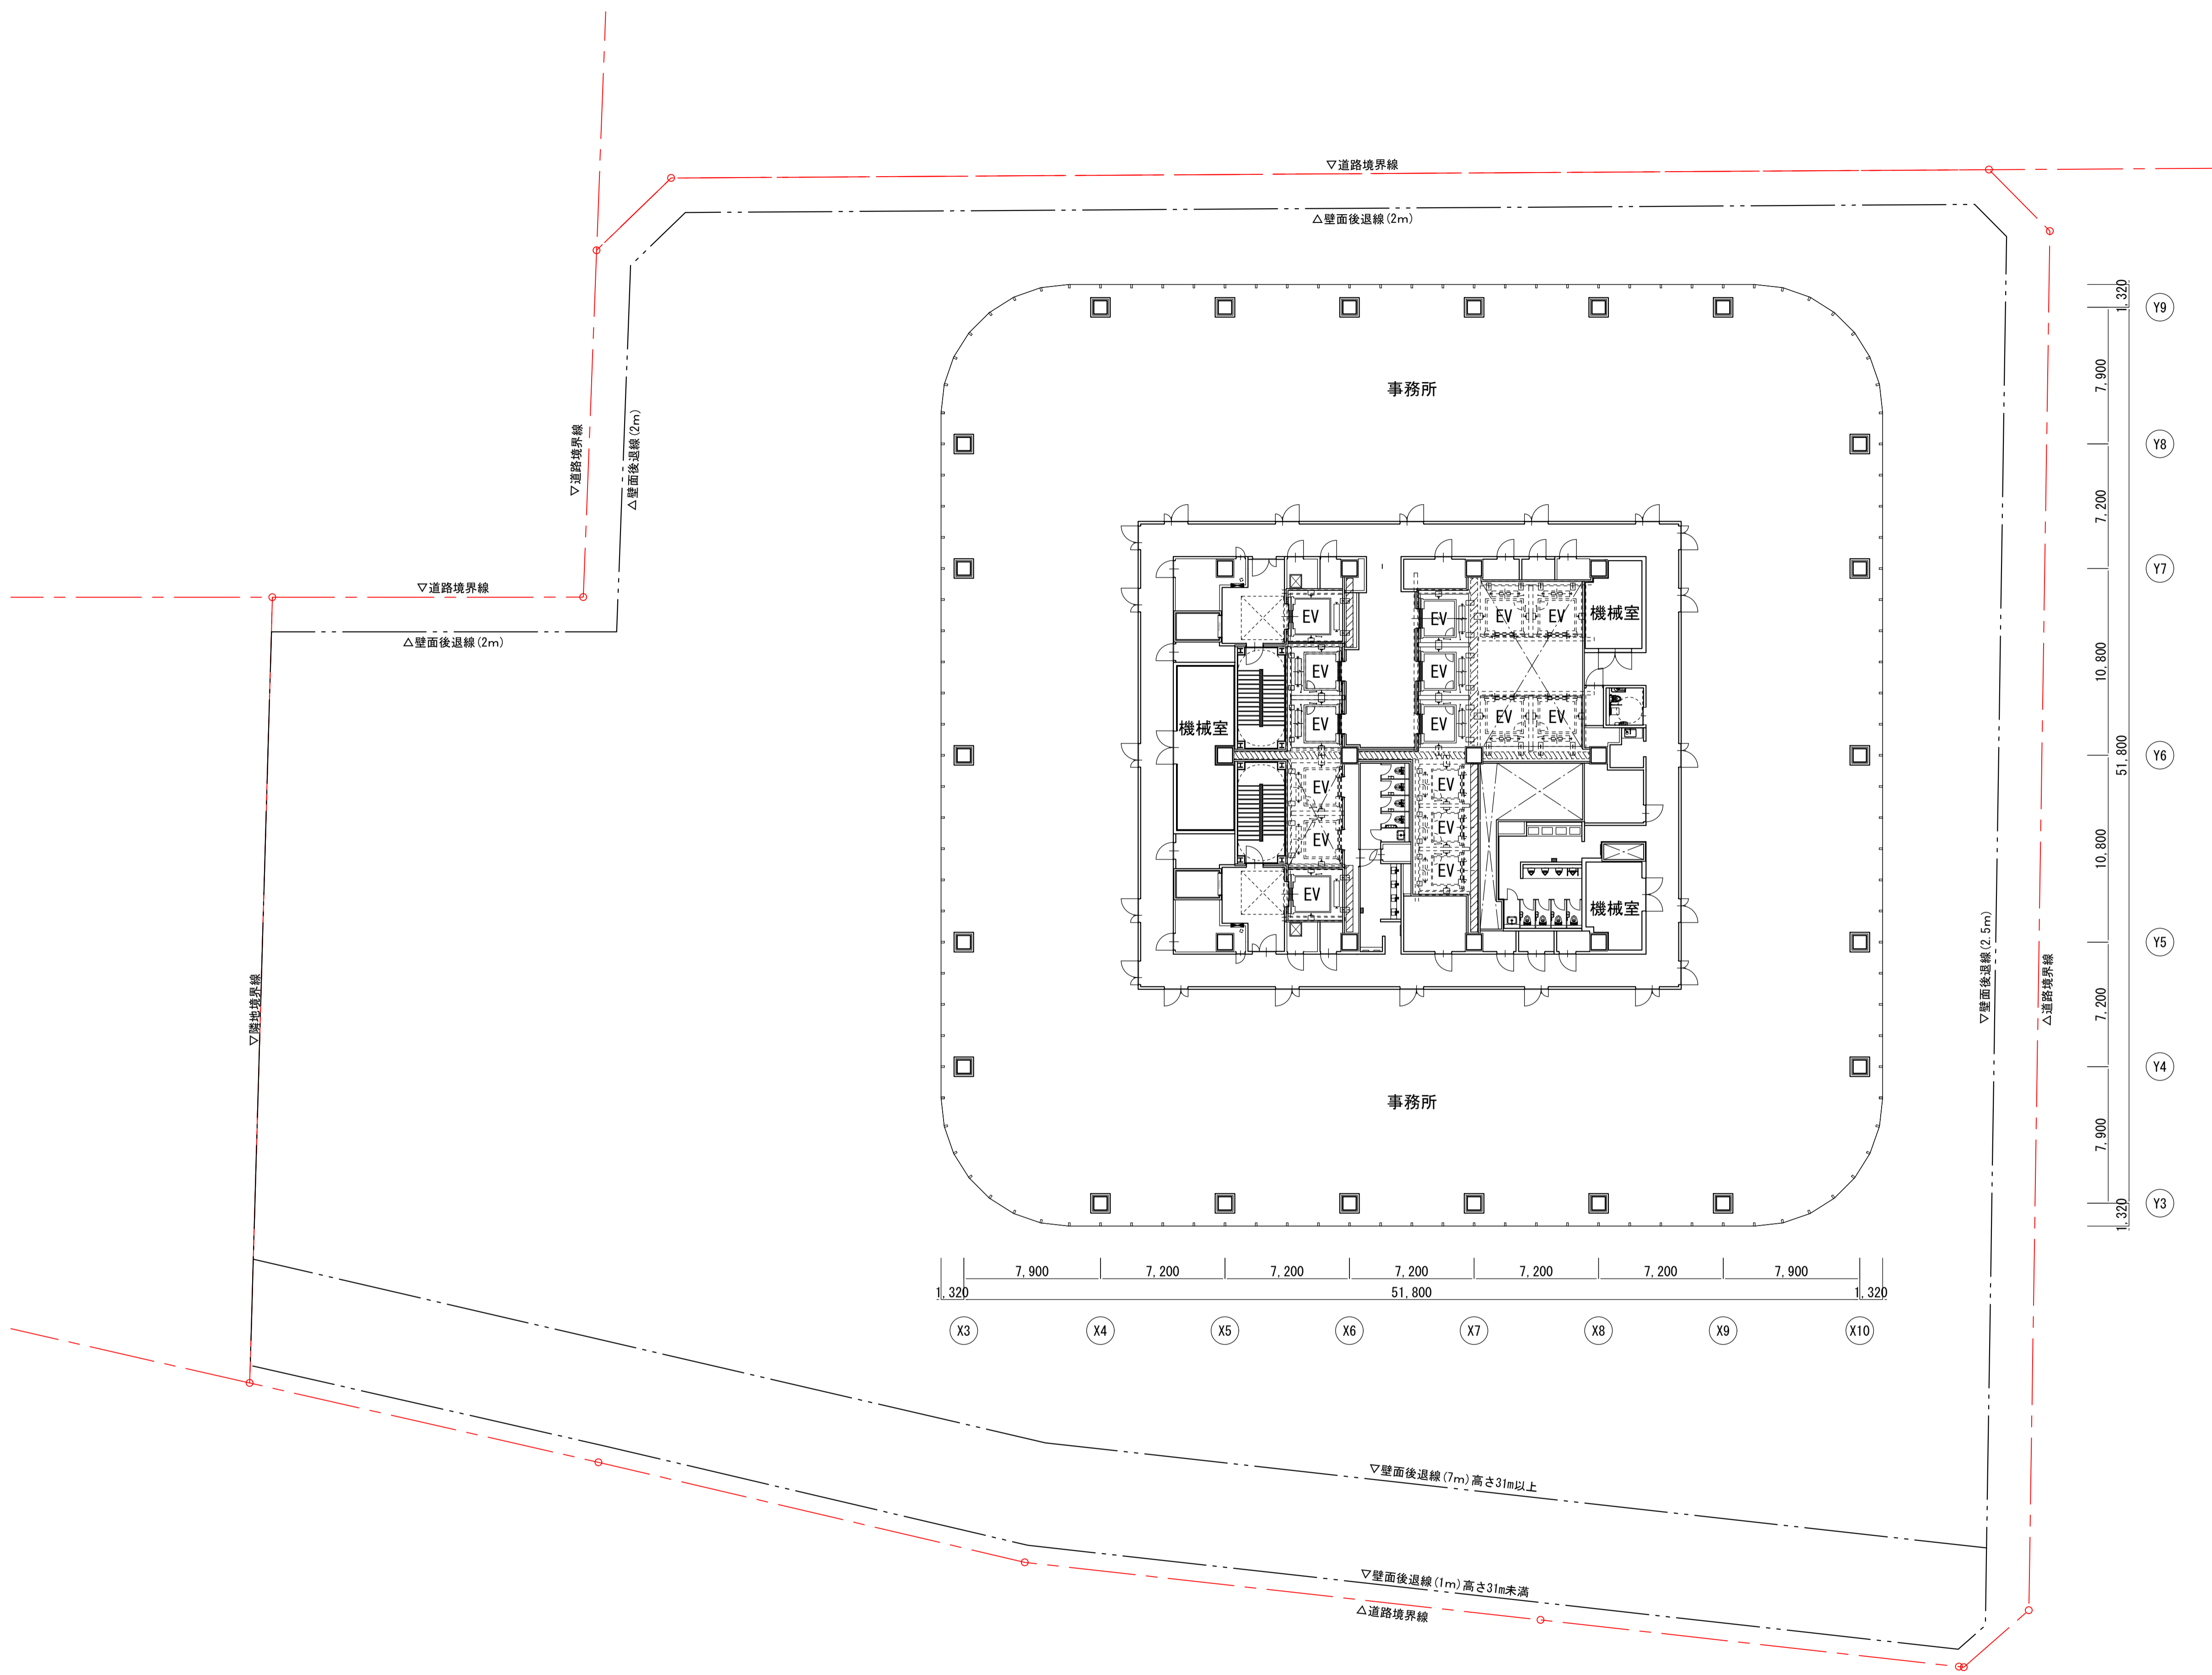 ▽道路境界線
△壁面後退線(2m)
▽道路境界線
△壁面後退線(2m)
▽道路境界線
△壁面後退線(2m)
▽隣地境界線
事務所
EV
EV
EV
EV
機械室
EV
EV
EV
EV
機械室
EV
EV
EV
EV
EV
EV
EV
EV
EV
機械室
事務所
▽壁面後退線(2.5m)
△道路境界線
1,320
7,900
7,200
10,800
10,800
7,200
7,900
1,320
51,800
Y9
Y8
Y7
Y6
Y5
Y4
Y3
7,900
7,200
7,200
7,200
7,200
7,200
7,900
1,320
51,800
1,320
X3
X4
X5
X6
X7
X8
X9
X10
▽壁面後退線(7m)高さ31m以上
▽壁面後退線(1m)高さ31m未満
△道路境界線